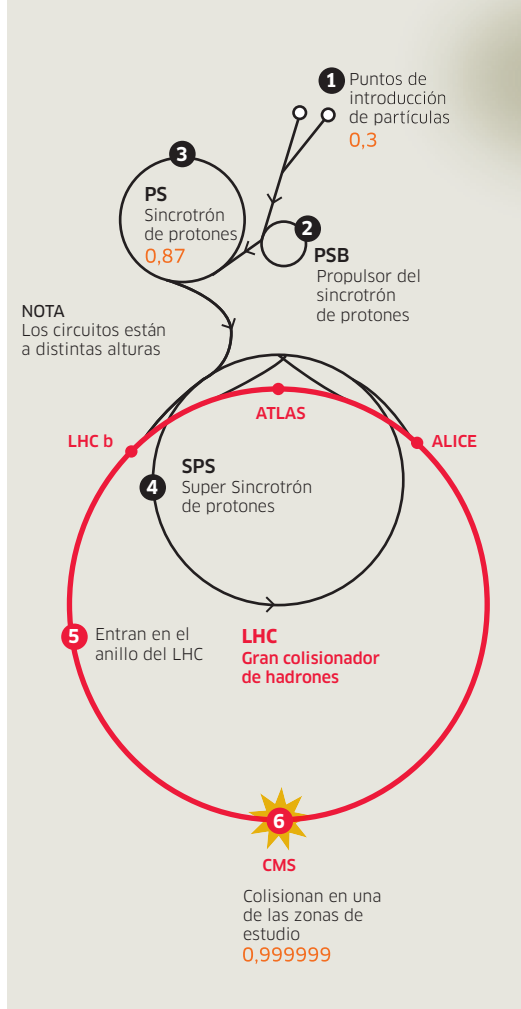 1
Puntos de
introducción
de partículas
0,3
3
PS
Sincrotrón
de protones
0,87
2
PSB
Propulsor del
sincrotrón
de protones
NOTA
Los circuitos están
a distintas alturas
ATLAS
LHC b
ALICE
4
SPS
Super Sincrotrón
de protones
5
Entran en el
anillo del LHC
LHC
Gran colisionador
de hadrones
6
CMS
Colisionan en una
de las zonas de
estudio
0,999999